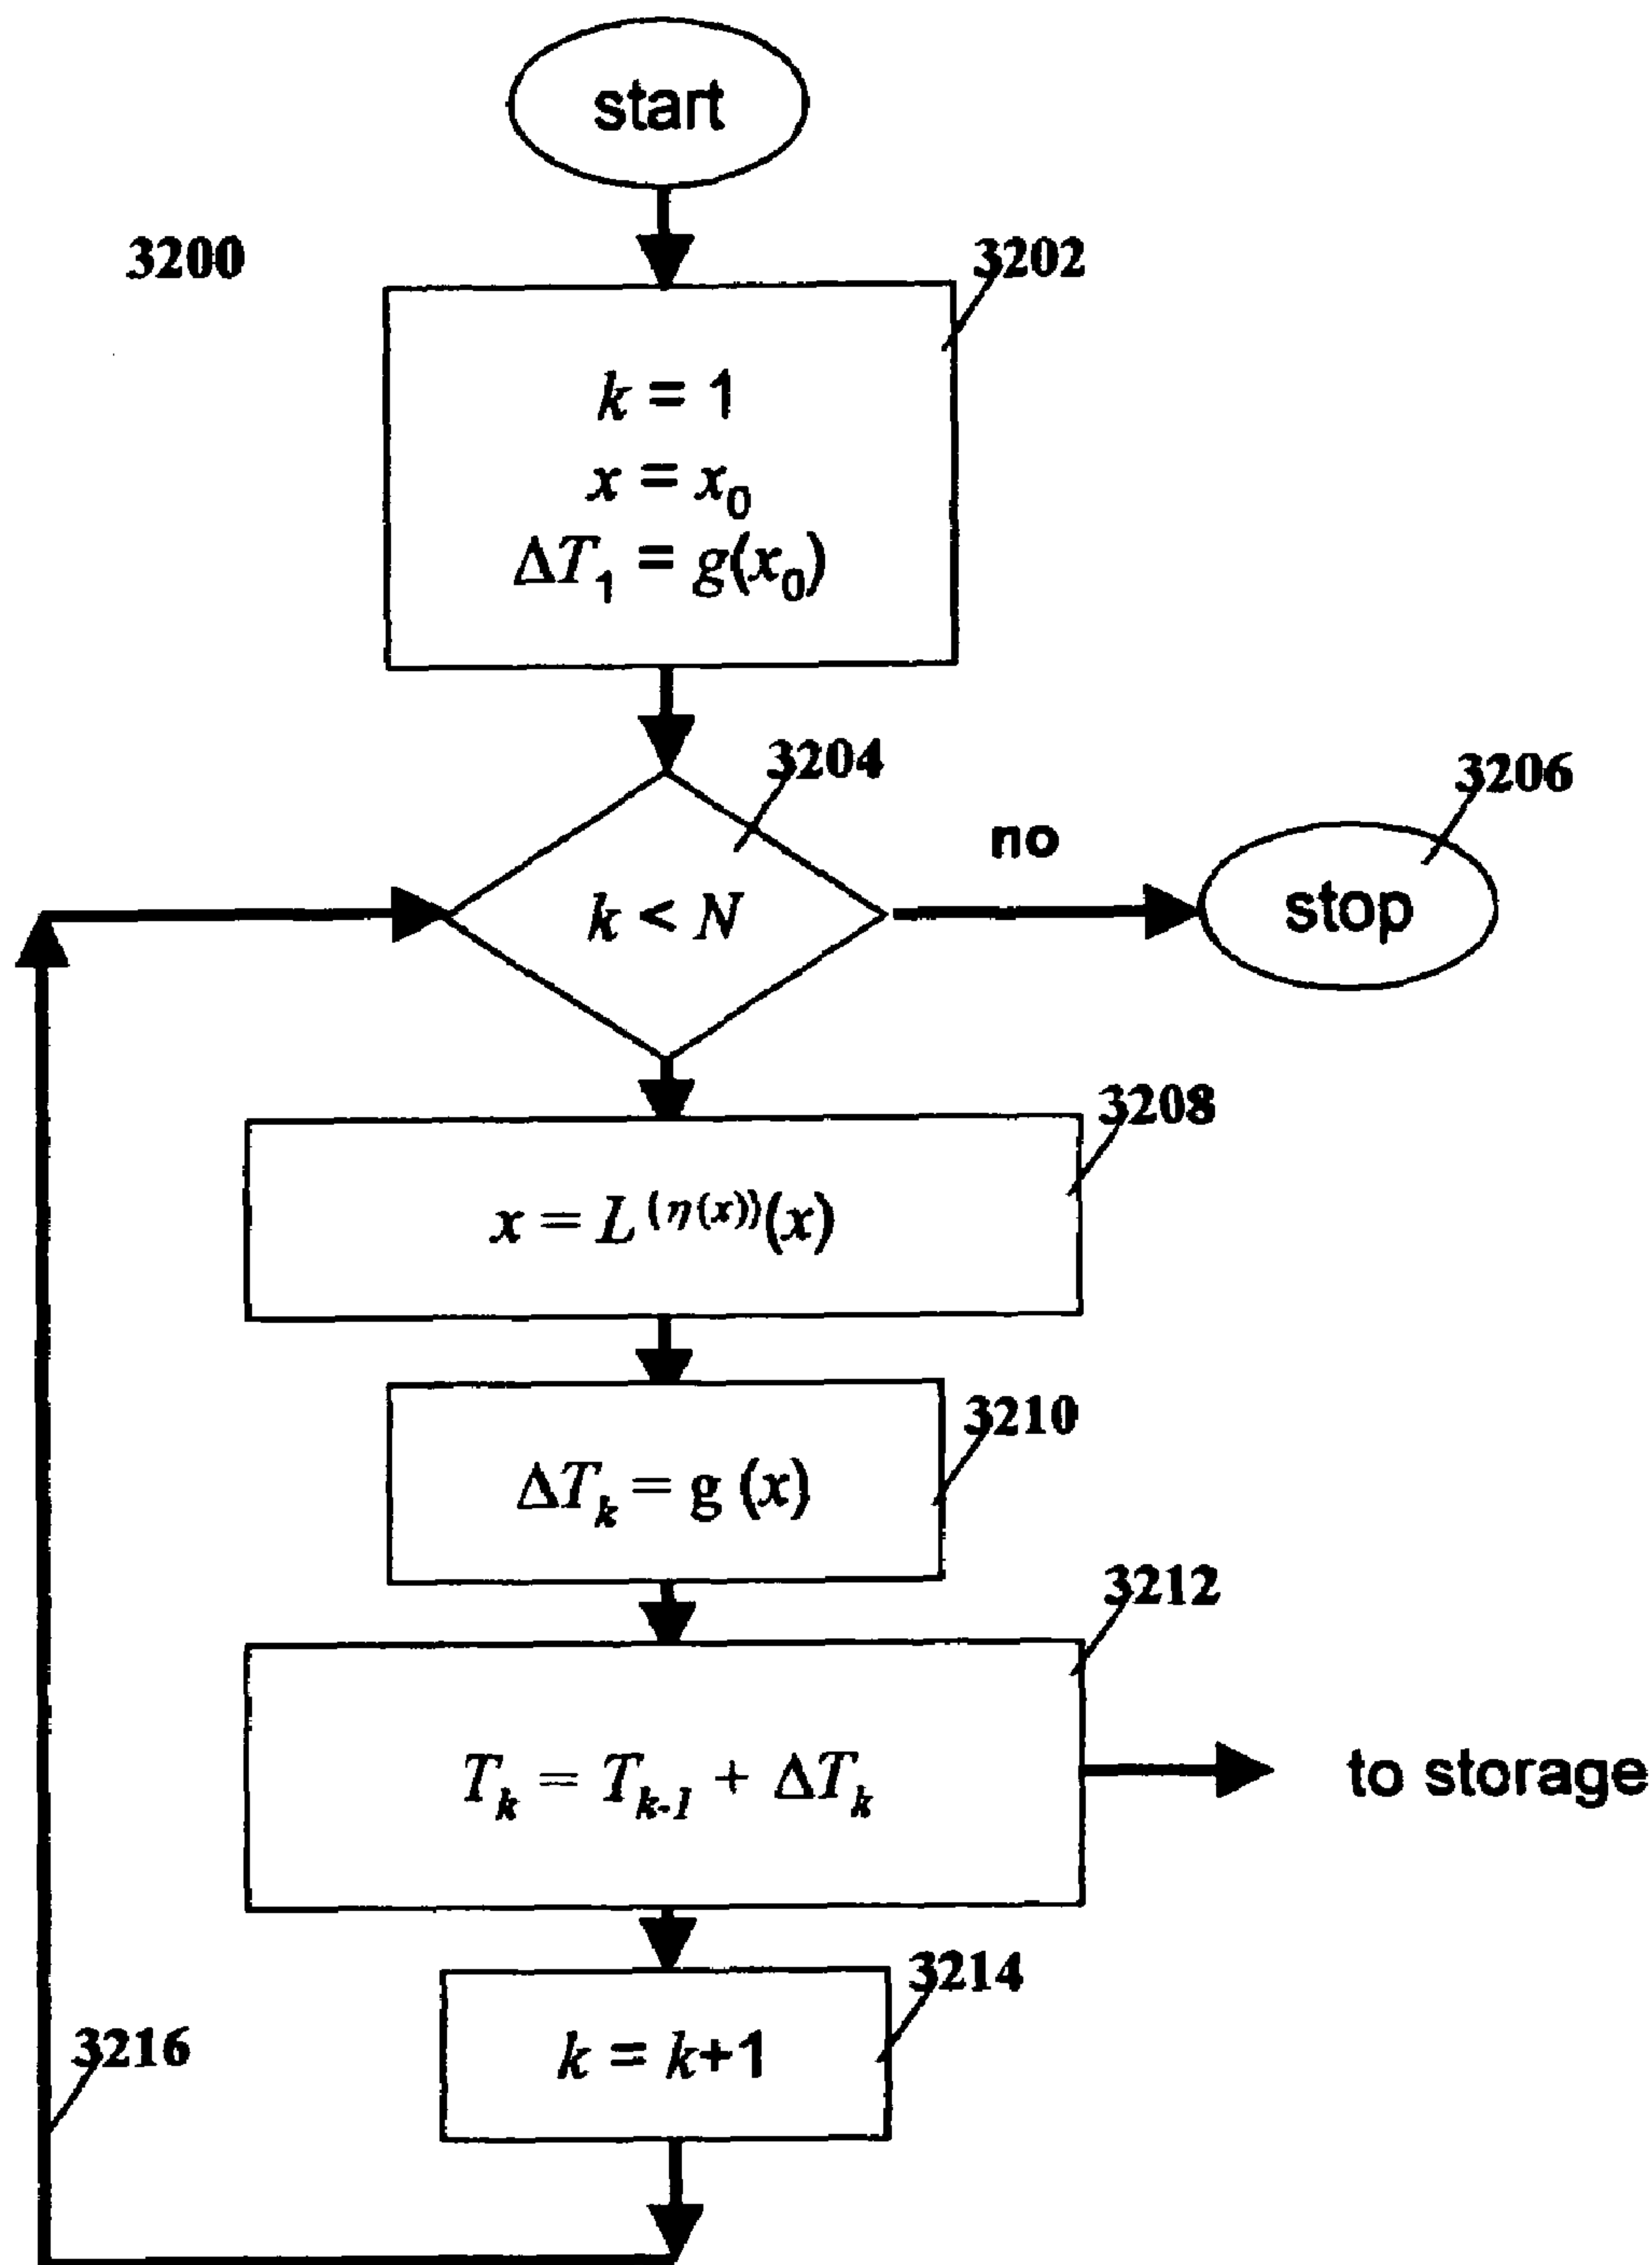 start
3200
3202
k = 1
x = x₀
ΔT₁ = g(x₀)
3204
3206
no
k < N
stop
3208
x = L^(η(x))(x)
3210
ΔTₖ = g (x)
3212
Tₖ = Tₖ₋₁ + ΔTₖ
to storage
3214
k = k+1
3216